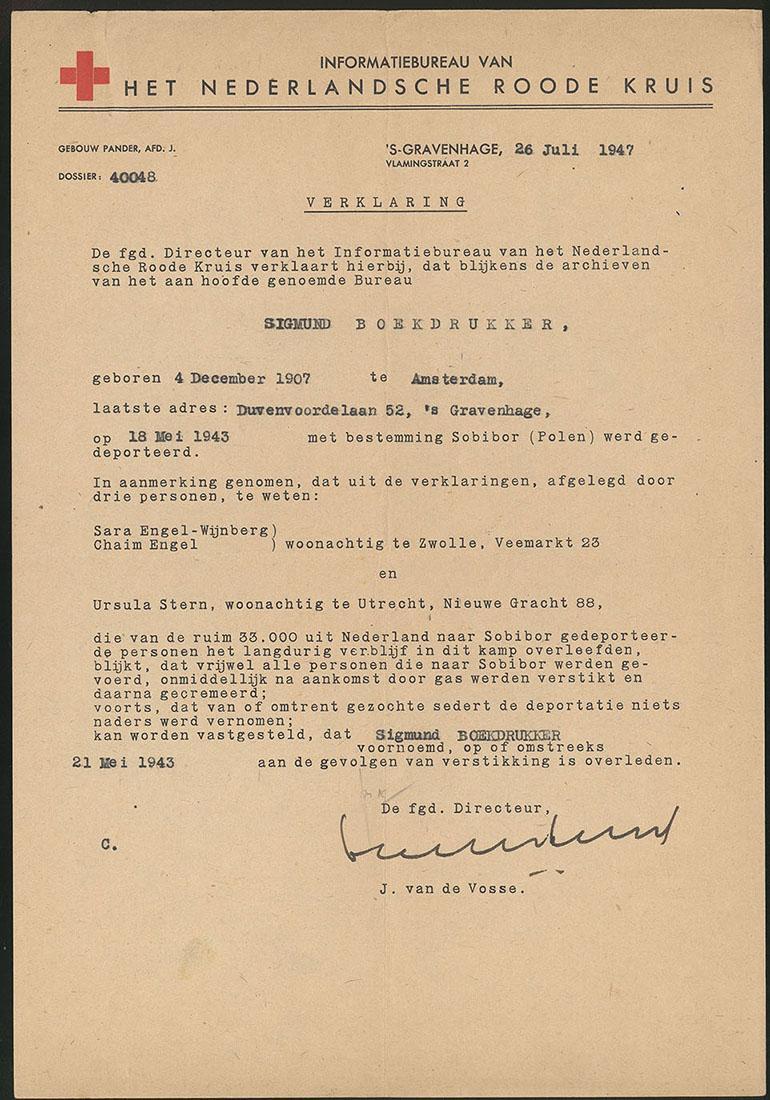 INFORMATIEBUREAU VAN
HET NEDERLANDSCHE ROODE KRUIS
GEBOUW PANDER, AFD. J.
'S-GRAVENHAGE, 26 Juli 1947
VLAMINGSTRAAT 2
DOSSIER: 40048
VERKLARING
De fgd. Directeur van het Informatiebureau van het Nederland-
sche Roode Kruis verklaart hierbij, dat blijkens de archieven
van het aan hoofde genoemde Bureau
SIGMUND BOEKDRUKKER,
geboren 4 December 1907 te Amsterdam,
laatste adres: Duvenvoordelaan 52, 's Gravenhage,
op 18 Mei 1943 met bestemming Sobibor (Polen) werd ge-
deporteerd.
In aanmerking genomen, dat uit de verklaringen, afgelegd door
drie personen, te weten:
Sara Engel-Wijnberg)
Chaim Engel ) woonachtig te Zwolle, Veemarkt 23
en
Ursula Stern, woonachtig te Utrecht, Nieuwe Gracht 88,
die van de ruim 33.000 uit Nederland naar Sobibor gedeporteer-
de personen het langdurig verblijf in dit kamp overleefden,
blijkt, dat vrijwel alle personen die naar Sobibor werden ge-
voerd, onmiddellijk na aankomst door gas werden verstikt en
daarna gecremeerd;
voorts, dat van of omtrent gezochte sedert de deportatie niets
naders werd vernomen;
kan worden vastgesteld, dat Sigmund BOEKDRUKKER
voornoemd, op of omstreeks
21 Mei 1943 aan de gevolgen van verstikking is overleden.
De fgd. Directeur,
C.
J. van de Vosse.